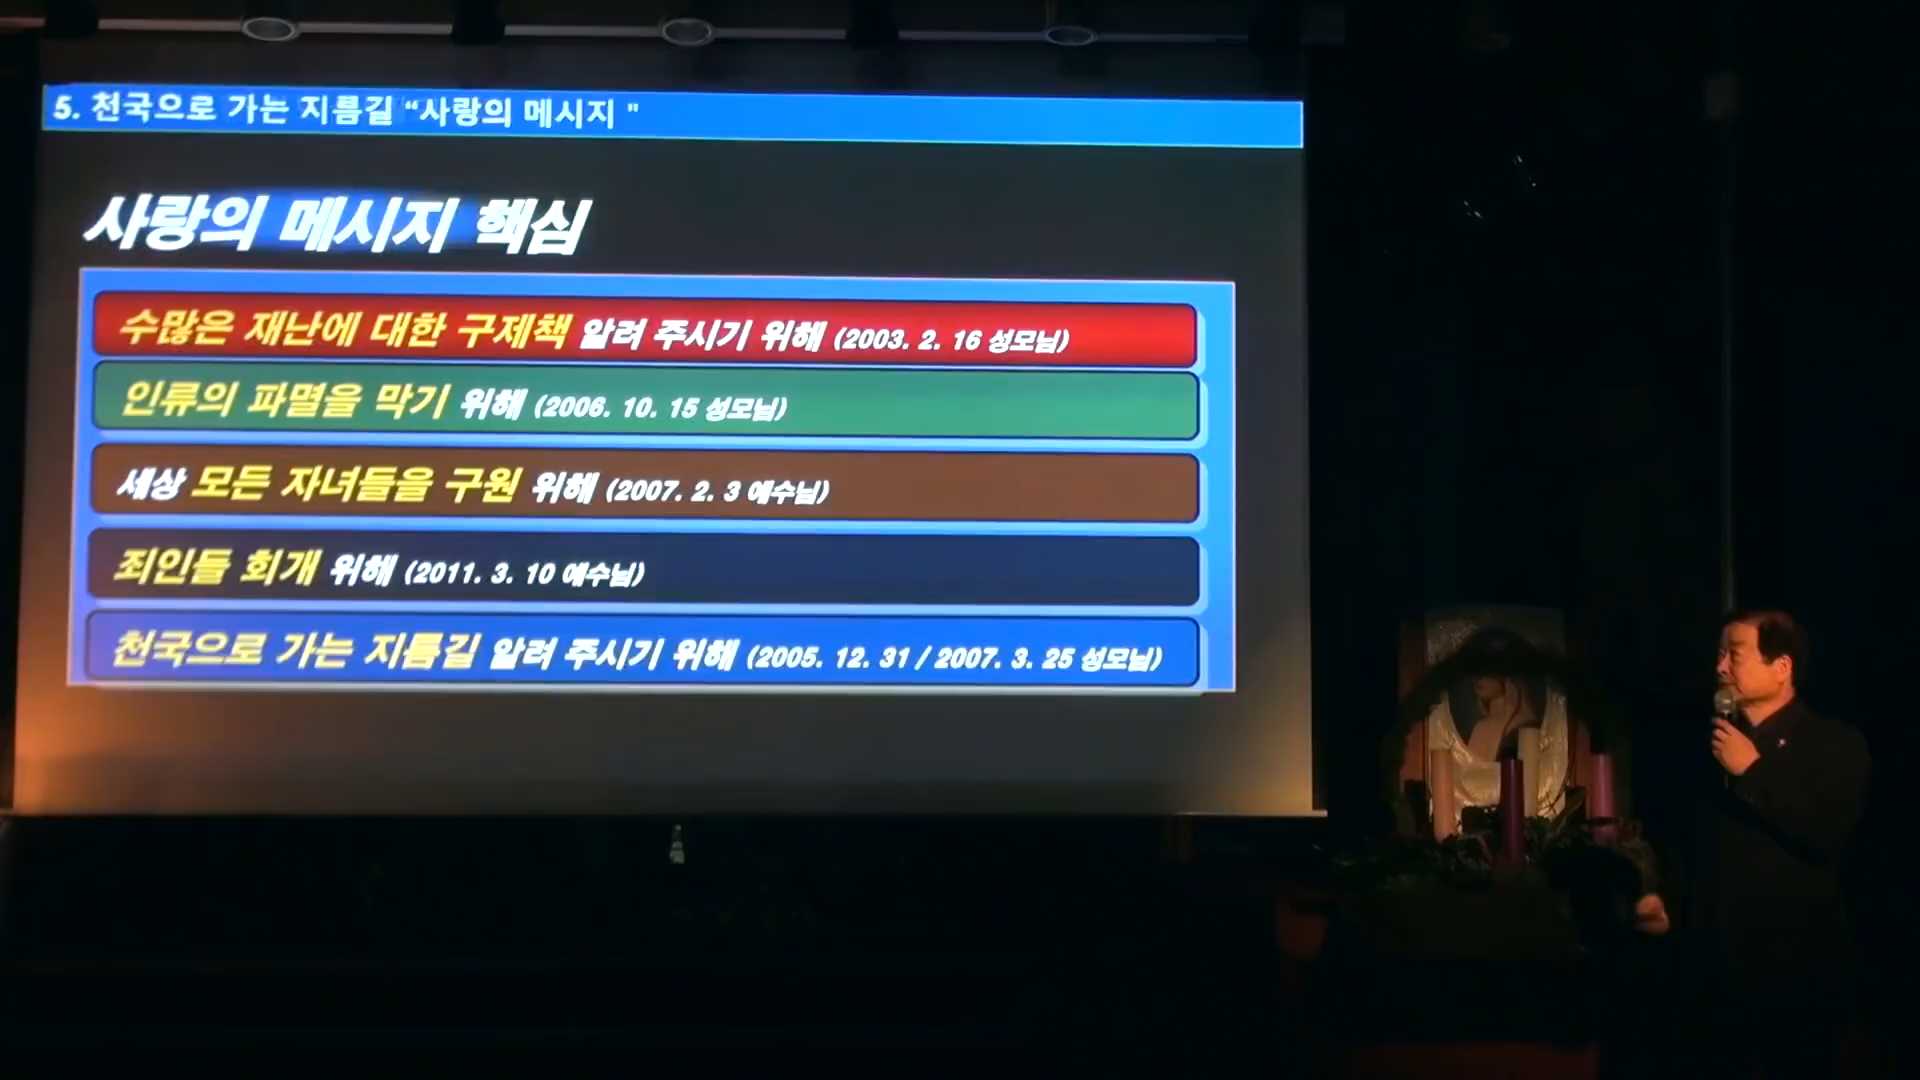 5. 천국으로 가는 지름길 “사랑의 메시지 ”
사랑의 메시지 핵심
수많은 재난에 대한 구제책 알려 주시기 위해 (2003. 2. 16 성모님)
인류의 파멸을 막기 위해 (2006. 10. 15 성모님)
세상 모든 자녀들을 구원 위해 (2007. 2. 3 예수님)
죄인들 회개 위해 (2011. 3. 10 예수님)
천국으로 가는 지름길 알려 주시기 위해 (2005. 12. 31 / 2007. 3. 25 성모님)